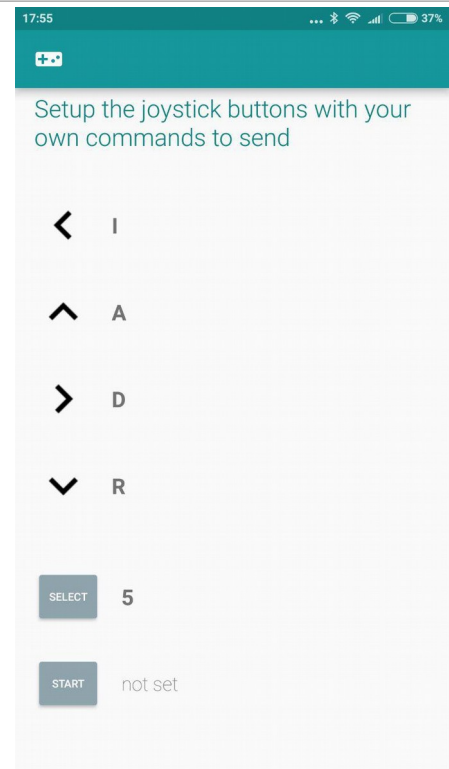 17:55 ... 37%
Setup the joystick buttons with your
own commands to send
I
A
D
R
SELECT 5
START not set